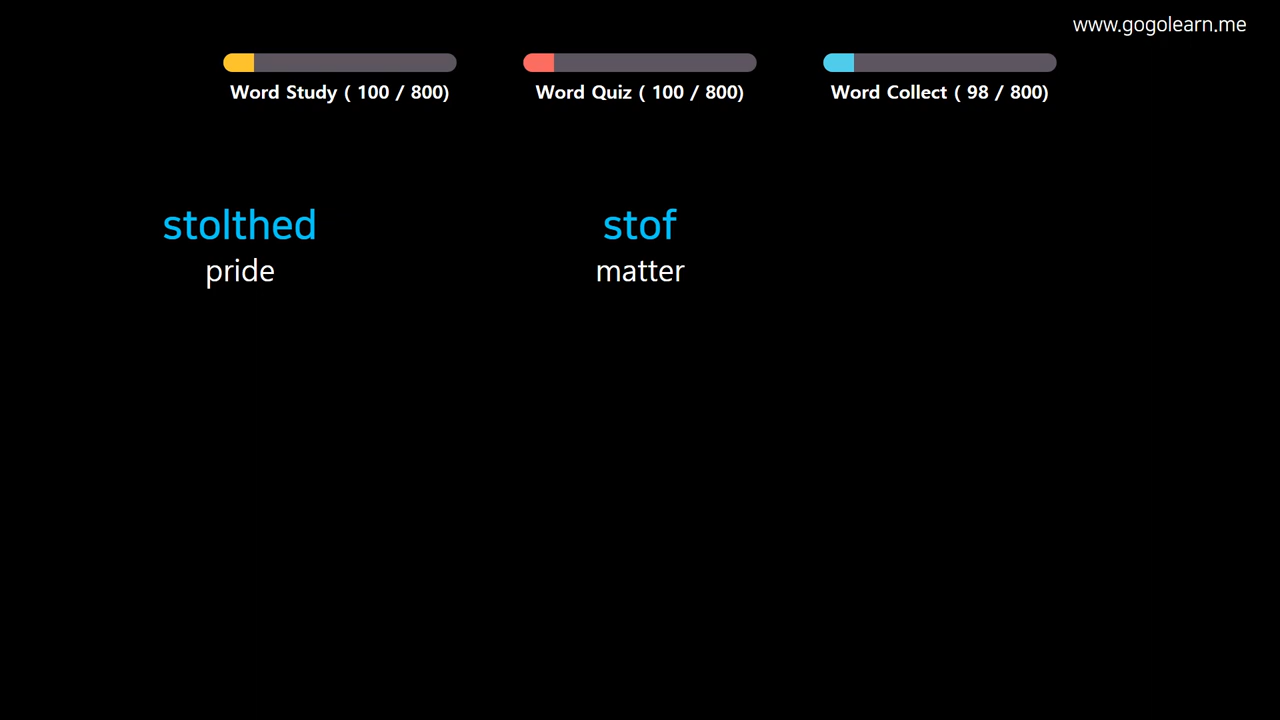 www.gogolearn.me
Word Study ( 100 / 800)
Word Quiz ( 100 / 800)
Word Collect ( 98 / 800)
stolthed
pride
stof
matter